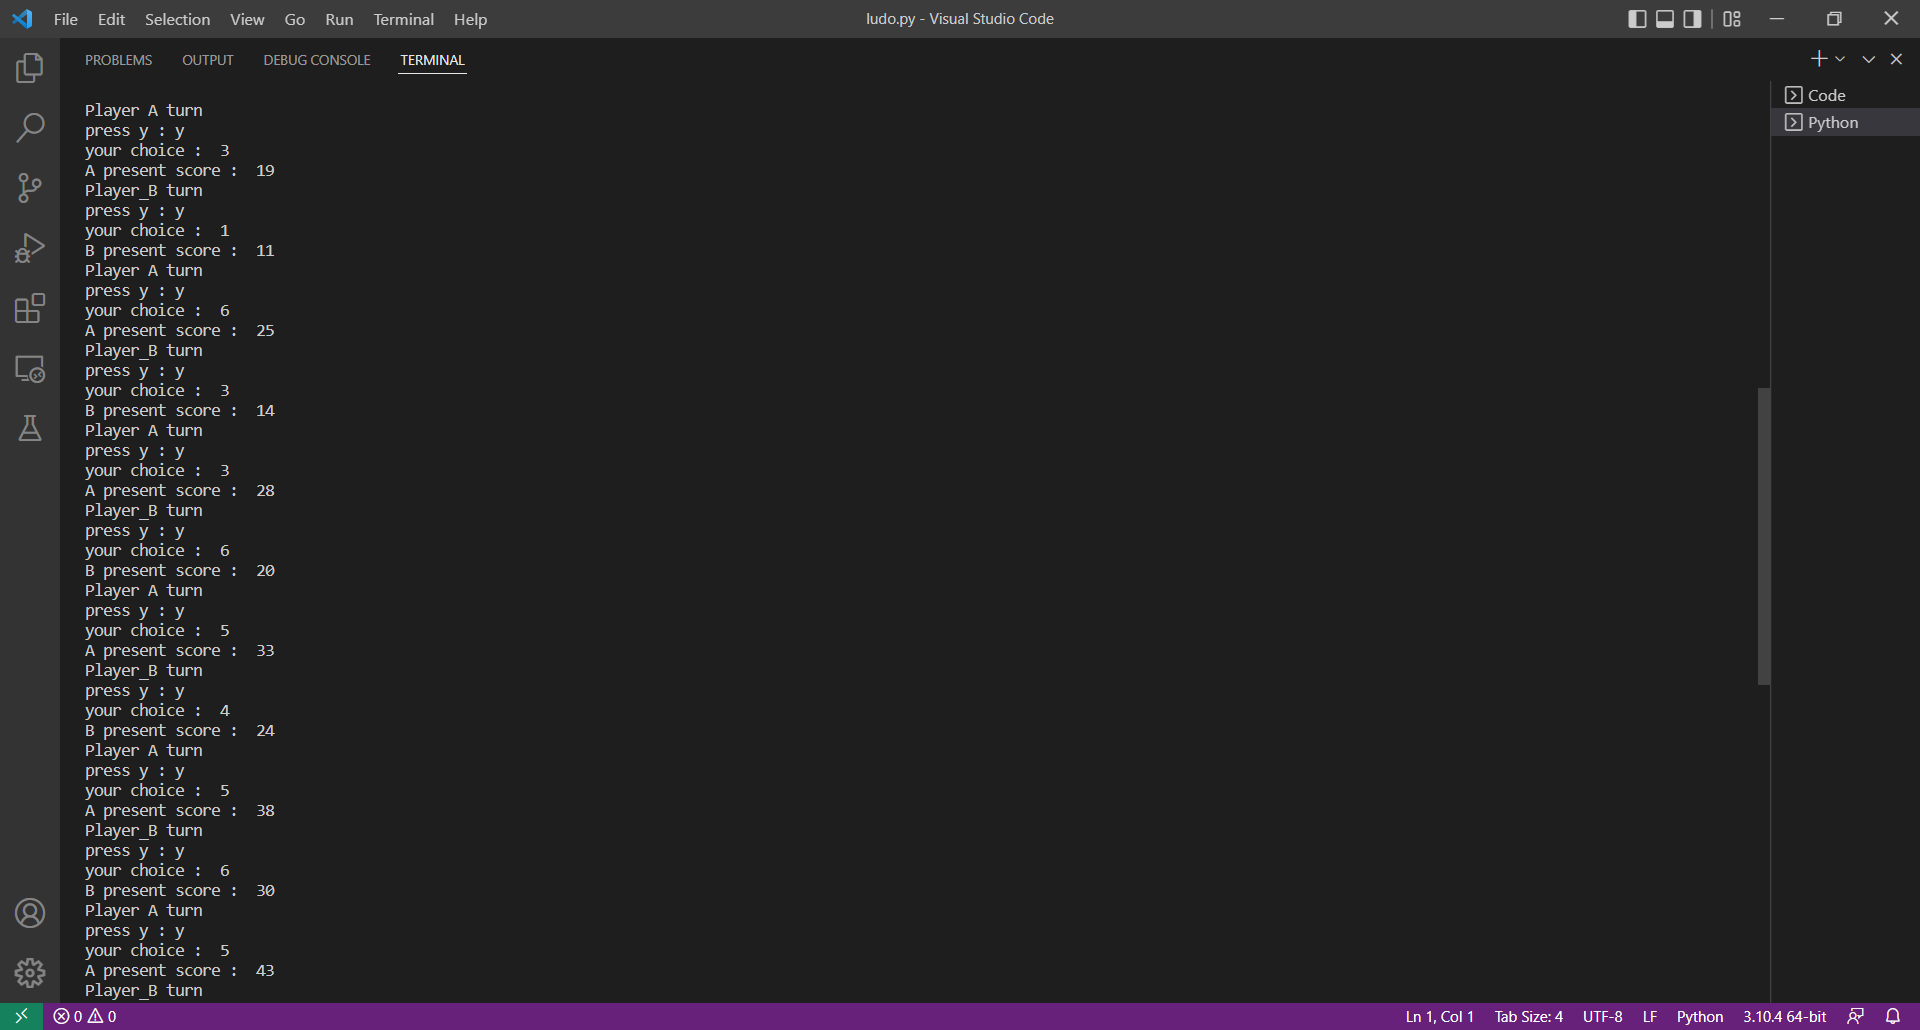 File Edit Selection View Go Run Terminal Help
ludo.py - Visual Studio Code
PROBLEMS OUTPUT DEBUG CONSOLE TERMINAL
Code
Python
Player A turn
press y : y
your choice :  3
A present score :  19
Player_B turn
press y : y
your choice :  1
B present score :  11
Player A turn
press y : y
your choice :  6
A present score :  25
Player_B turn
press y : y
your choice :  3
B present score :  14
Player A turn
press y : y
your choice :  3
A present score :  28
Player_B turn
press y : y
your choice :  6
B present score :  20
Player A turn
press y : y
your choice :  5
A present score :  33
Player_B turn
press y : y
your choice :  4
B present score :  24
Player A turn
press y : y
your choice :  5
A present score :  38
Player_B turn
press y : y
your choice :  6
B present score :  30
Player A turn
press y : y
your choice :  5
A present score :  43
Player_B turn
0 0
Ln 1, Col 1 Tab Size: 4 UTF-8 LF Python 3.10.4 64-bit